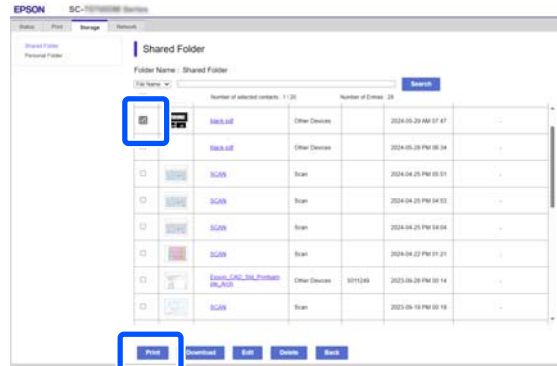 EPSON SC-
Status Print Storage Network
Shared Folder
Personal Folder
Shared Folder
Folder Name : Shared Folder
File Name Search
Number of selected contacts : 1 / 20 Number of Entries : 28
black.pdf Other Devices 2024-05-29 AM 07:47 -
black.pdf Other Devices 2024-05-28 PM 06:34 -
SCAN Scan 2024-04-25 PM 05:51 -
SCAN Scan 2024-04-25 PM 04:53 -
SCAN Scan 2024-04-25 PM 04:04 -
SCAN Scan 2024-04-22 PM 01:21 -
Other Devices 5011249 2023-06-28 PM 00:14 -
SCAN Scan 2023-06-16 PM 00:19 -
Print Download Edit Delete Back